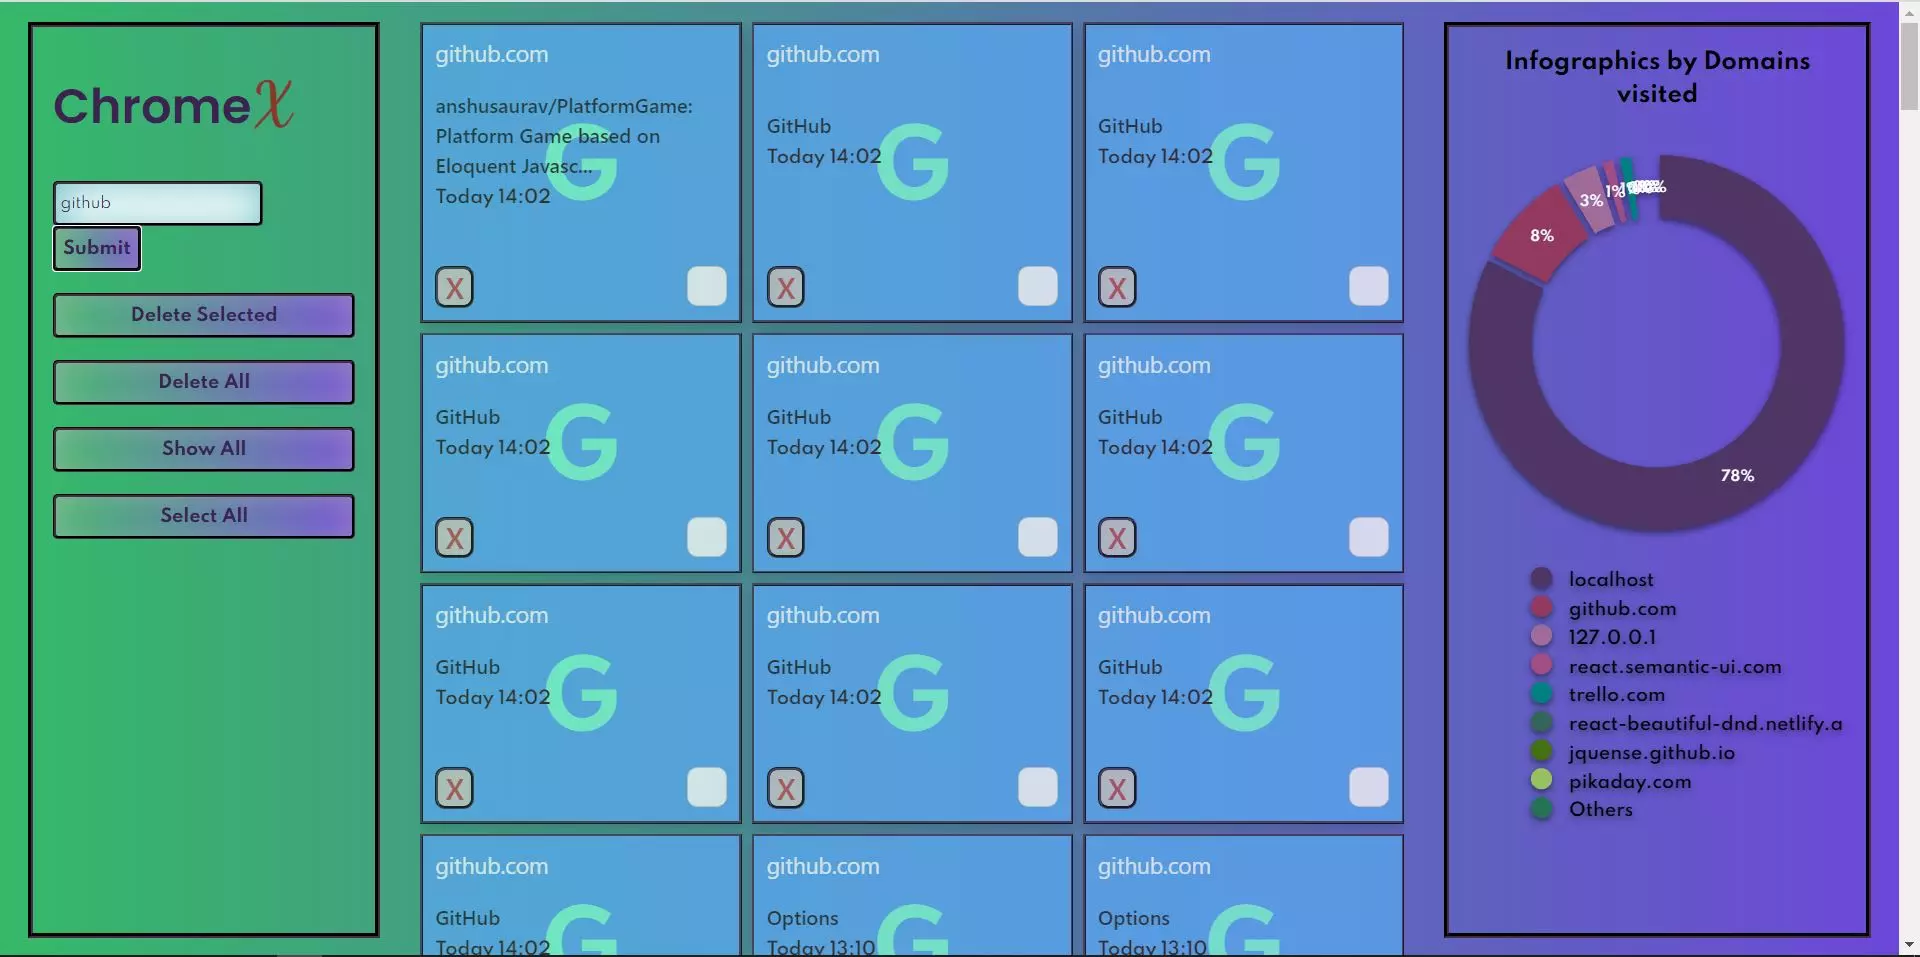 ChromeX
github
Submit
Delete Selected
Delete All
Show All
Select All
github.com
anshusaurav/PlatformGame:
Platform Game based on
Eloquent Javasc...
Today 14:02
X
github.com
GitHub
Today 14:02
X
github.com
GitHub
Today 14:02
X
github.com
GitHub
Today 14:02
X
github.com
GitHub
Today 14:02
X
github.com
GitHub
Today 14:02
X
github.com
GitHub
Today 14:02
X
github.com
GitHub
Today 14:02
X
github.com
GitHub
Today 14:02
X
github.com
GitHub
Today 14:02
github.com
Options
Today 13:10
github.com
Options
Today 13:10
Infographics by Domains
visited
3%
1%
8%
78%
localhost
github.com
127.0.0.1
react.semantic-ui.com
trello.com
react-beautiful-dnd.netlify.a
jquense.github.io
pikaday.com
Others